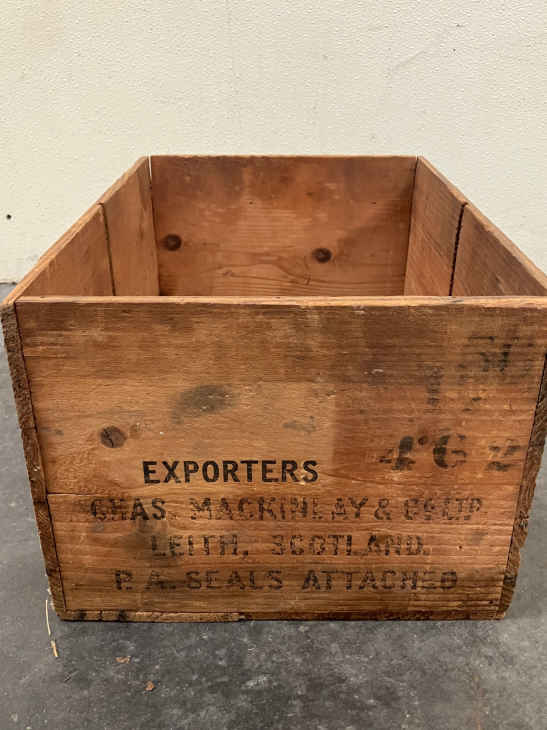 EXPORTERS
CHAS. MACKINLAY & CO LTD
LEITH, SCOTLAND.
P. A. SEALS ATTACHED